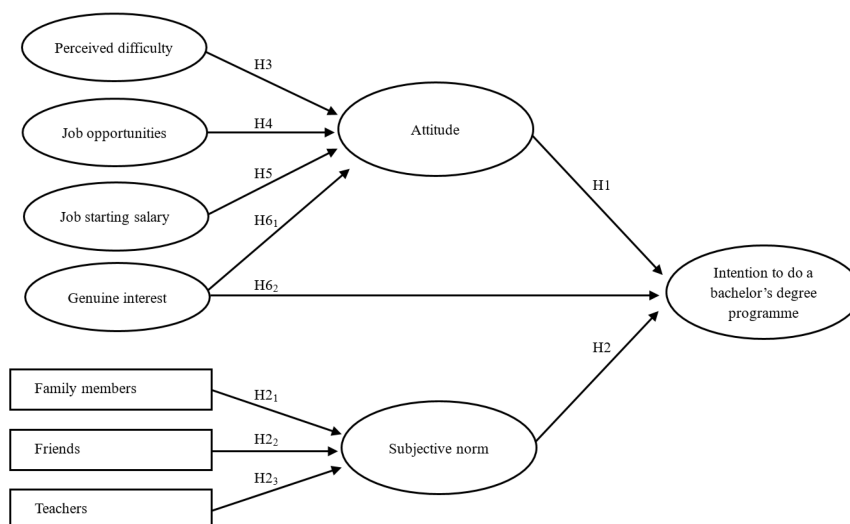 Perceived difficulty
H3
Job opportunities
H4
Attitude
Job starting salary
H5
H1
Genuine interest
H6₁
H6₂
Intention to do a
bachelor’s degree
programme
Family members
H2₁
H2
Friends
H2₂
Subjective norm
Teachers
H2₃